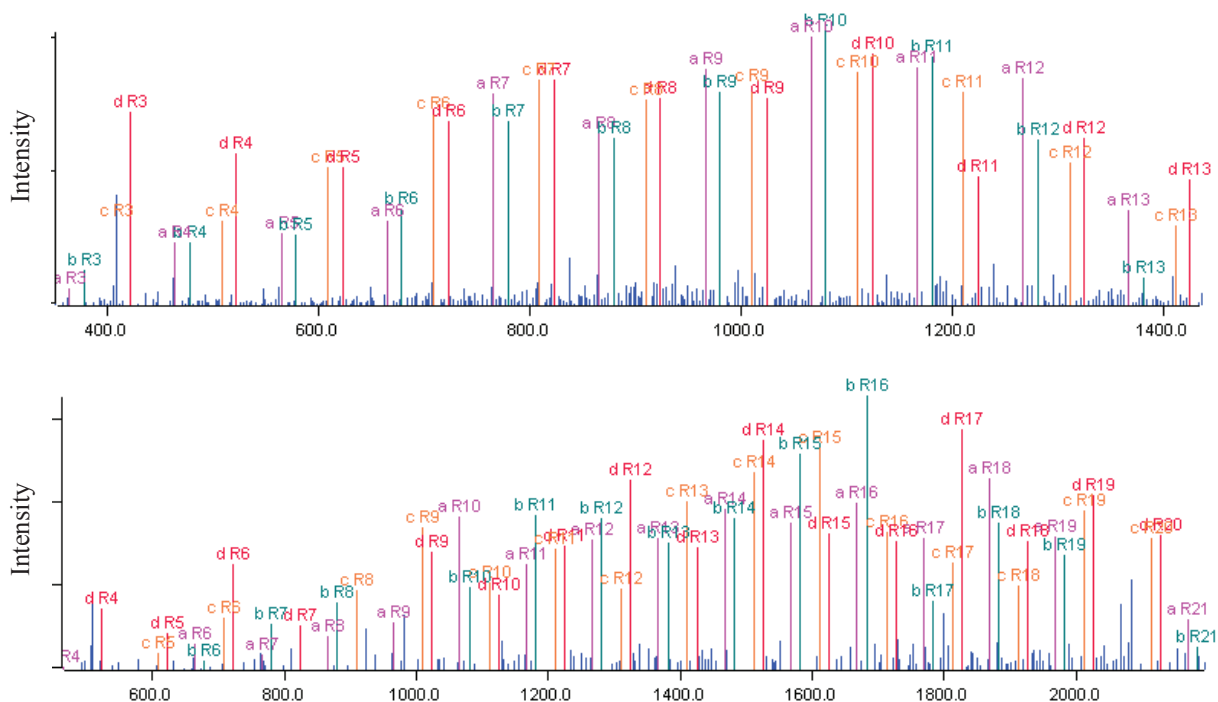 Intensity
a R3
b R3
c R3
d R3
a R4
b R4
c R4
d R4
a R5
b R5
c R5
d R5
a R6
b R6
c R6
d R6
a R7
b R7
c R7
d R7
a R8
b R8
c R8
d R8
a R9
b R9
c R9
d R9
a R10
b R10
c R10
d R10
a R11
b R11
c R11
d R11
a R12
b R12
c R12
d R12
a R13
b R13
c R13
d R13
400.0 600.0 800.0 1000.0 1200.0 1400.0
Intensity
R4
d R4
c R5
d R5
a R6
b R6
c R6
d R6
a R7
b R7
d R7
a R8
b R8
c R8
a R9
c R9
d R9
a R10
b R10
c R10
d R10
a R11
b R11
c R11
d R11
a R12
b R12
c R12
d R12
a R13
b R13
c R13
d R13
a R14
b R14
c R14
d R14
a R15
b R15
c R15
d R15
a R16
b R16
c R16
d R16
a R17
b R17
c R17
d R17
a R18
b R18
c R18
d R18
a R19
b R19
c R19
d R19
c R20
d R20
a R21
b R21
600.0 800.0 1000.0 1200.0 1400.0 1600.0 1800.0 2000.0